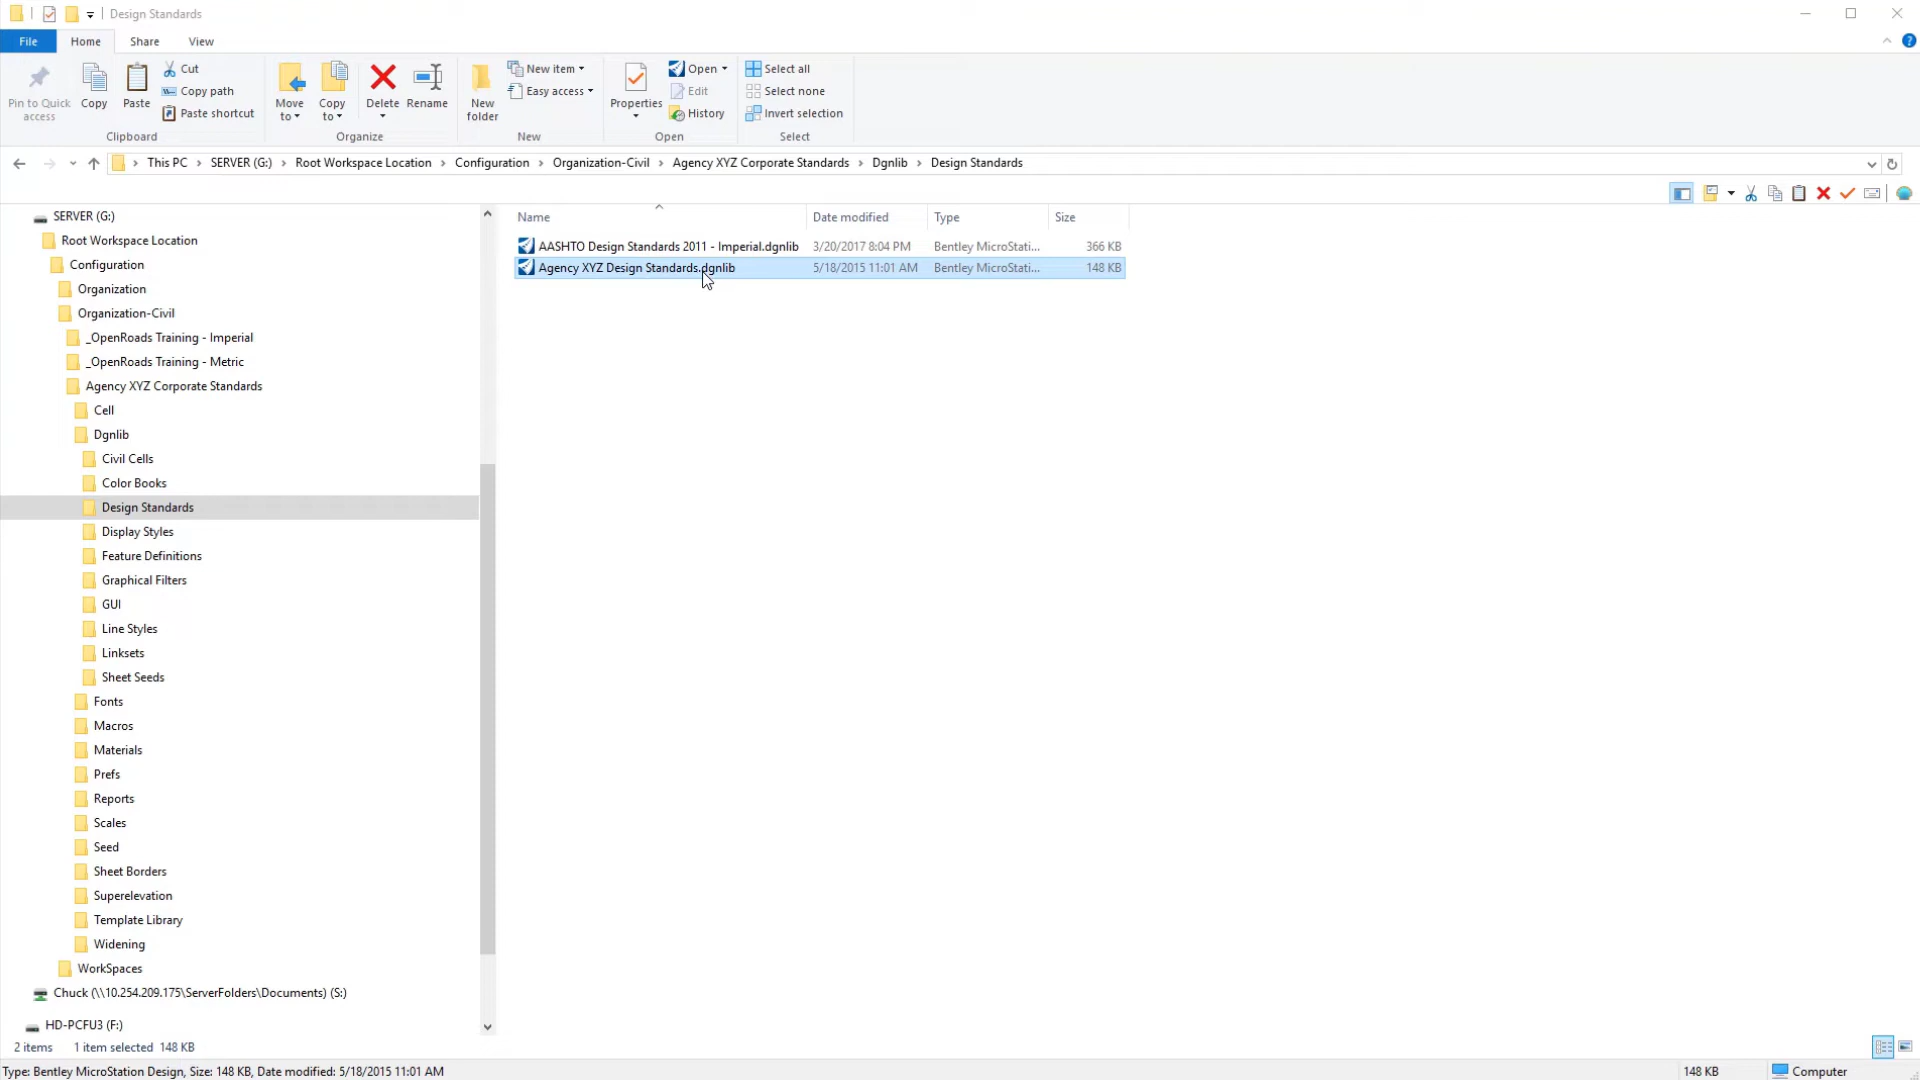 Design Standards
File Home Share View
Pin to Quick access
Copy
Paste
Cut
Copy path
Paste shortcut
Clipboard
Move to
Copy to
Delete
Rename
Organize
New folder
New item
Easy access
New
Properties
Open
Edit
History
Open
Select all
Select none
Invert selection
Select
This PC > SERVER (G:) > Root Workspace Location > Configuration > Organization-Civil > Agency XYZ Corporate Standards > Dgnlib > Design Standards
SERVER (G:)
Root Workspace Location
Configuration
Organization
Organization-Civil
_OpenRoads Training - Imperial
_OpenRoads Training - Metric
Agency XYZ Corporate Standards
Cell
Dgnlib
Civil Cells
Color Books
Design Standards
Display Styles
Feature Definitions
Graphical Filters
GUI
Line Styles
Linksets
Sheet Seeds
Fonts
Macros
Materials
Prefs
Reports
Scales
Seed
Sheet Borders
Superelevation
Template Library
Widening
WorkSpaces
Chuck (\\10.254.209.175\ServerFolders\Documents) (S:)
HD-PCFU3 (F:)
Name Date modified Type Size
AASHTO Design Standards 2011 - Imperial.dgnlib 3/20/2017 8:04 PM Bentley MicroStati... 366 KB
Agency XYZ Design Standards.dgnlib 5/18/2015 11:01 AM Bentley MicroStati... 148 KB
2 items 1 item selected 148 KB
Type: Bentley MicroStation Design, Size: 148 KB, Date modified: 5/18/2015 11:01 AM 148 KB Computer